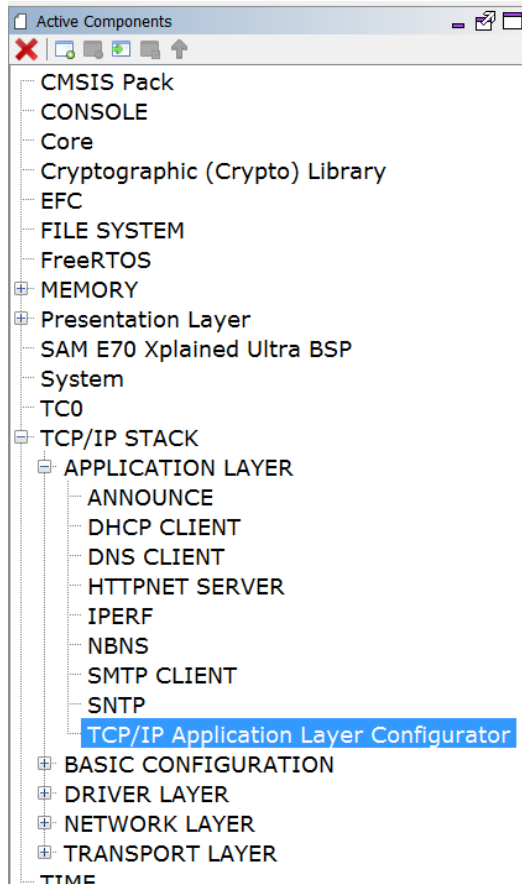 Active Components
CMSIS Pack
CONSOLE
Core
Cryptographic (Crypto) Library
EFC
FILE SYSTEM
FreeRTOS
MEMORY
Presentation Layer
SAM E70 Xplained Ultra BSP
System
TC0
TCP/IP STACK
APPLICATION LAYER
ANNOUNCE
DHCP CLIENT
DNS CLIENT
HTTPNET SERVER
IPERF
NBNS
SMTP CLIENT
SNTP
TCP/IP Application Layer Configurator
BASIC CONFIGURATION
DRIVER LAYER
NETWORK LAYER
TRANSPORT LAYER
TIME